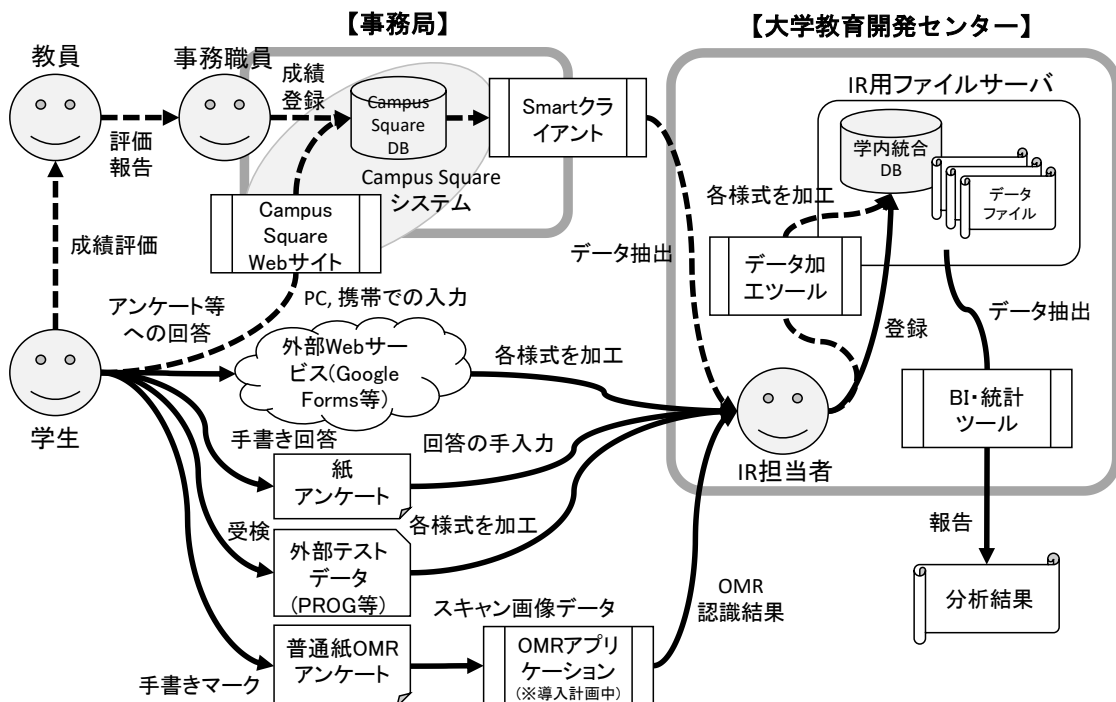 【事務局】
【大学教育開発センター】
教員
事務職員
成績
登録
評価
報告
Campus
Square
DB
Smartクラ
イアント
Campus Square
システム
Campus
Square
Webサイト
IR用ファイルサーバ
学内統合
DB
データ
ファイル
各様式を加工
データ加
工ツール
データ抽出
登録
データ抽出
成績評価
アンケート等
への回答
PC, 携帯での入力
外部Webサー
ビス(Google
Forms等)
各様式を加工
学生
手書き回答
回答の手入力
紙
アンケート
受検
各様式を加工
外部テスト
データ
(PROG等)
スキャン画像データ
普通紙OMR
アンケート
手書きマーク
OMRアプリ
ケーション
(※導入計画中)
OMR
認識結果
IR担当者
BI・統計
ツール
報告
分析結果